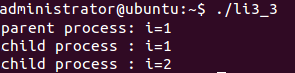 administrator@ubuntu:~$ ./li3_3
parent process: i=1
child process : i=1
child process : i=2